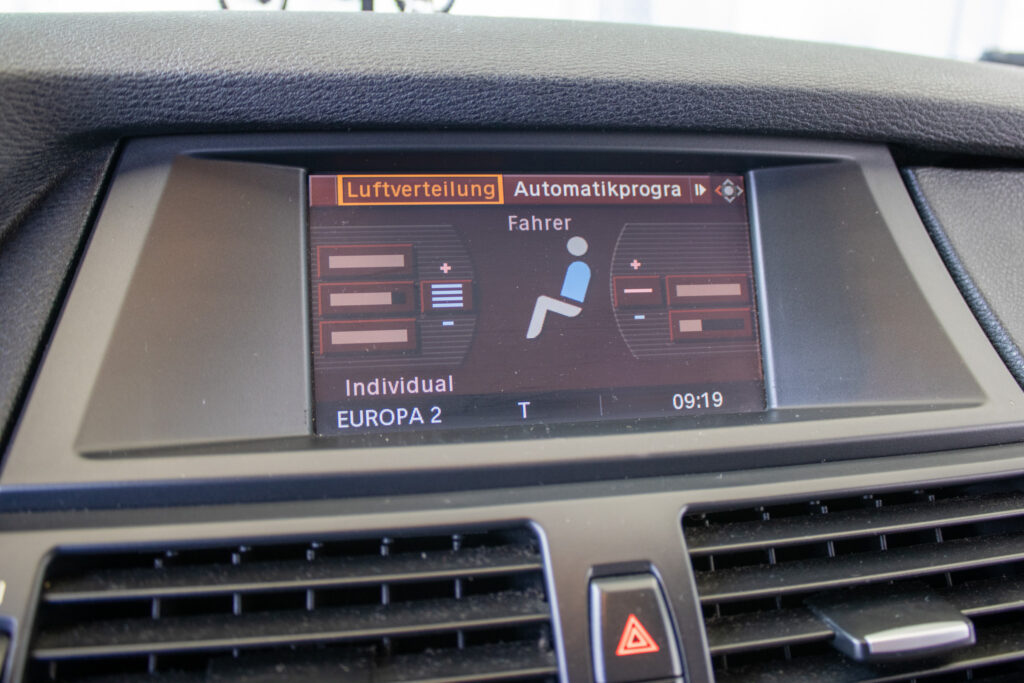 Luftverteilung Automatikprogra
Fahrer
+ +
- -
Individual
EUROPA 2 T 09:19